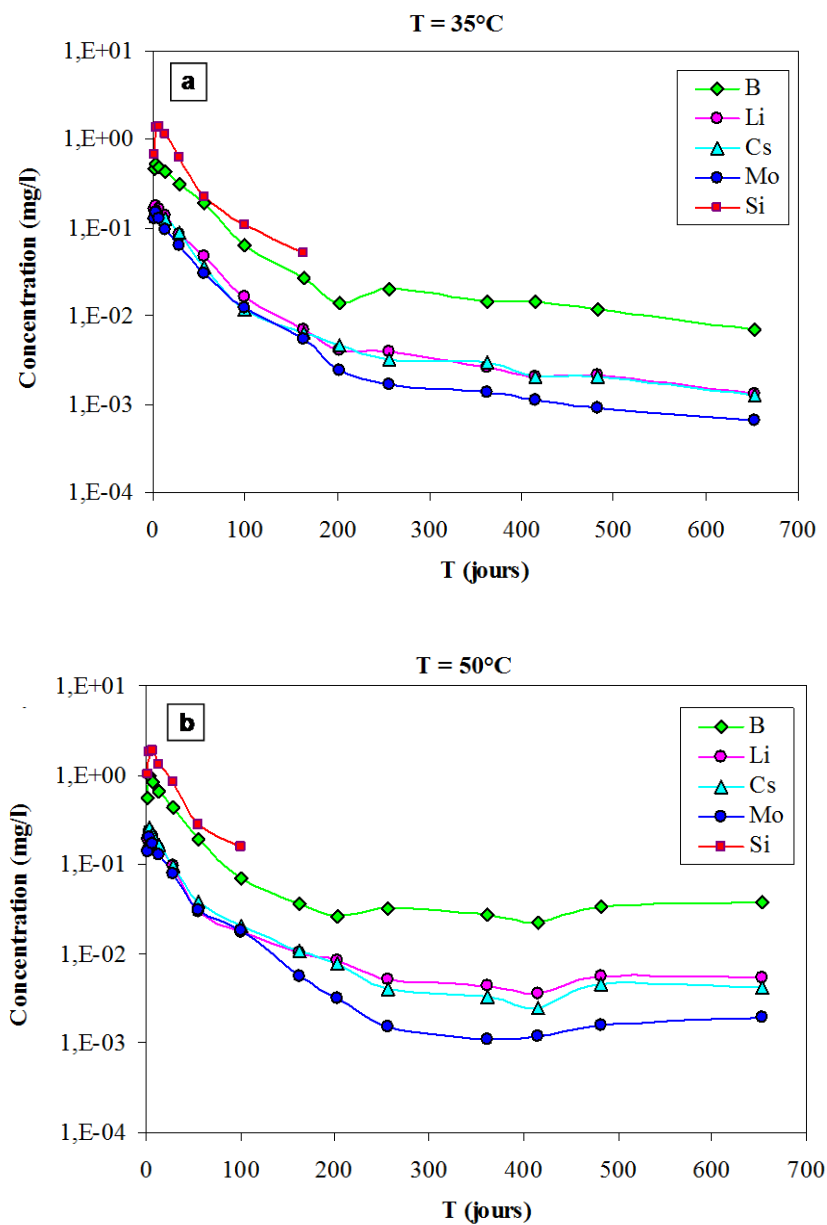 T = 35°C
1,E+01
1,E+00
1,E-01
1,E-02
1,E-03
1,E-04
Concentration (mg/l)
a
B
Li
Cs
Mo
Si
0 100 200 300 400 500 600 700
T (jours)
T = 50°C
1,E+01
1,E+00
1,E-01
1,E-02
1,E-03
1,E-04
Concentration (mg/l)
b
B
Li
Cs
Mo
Si
0 100 200 300 400 500 600 700
T (jours)